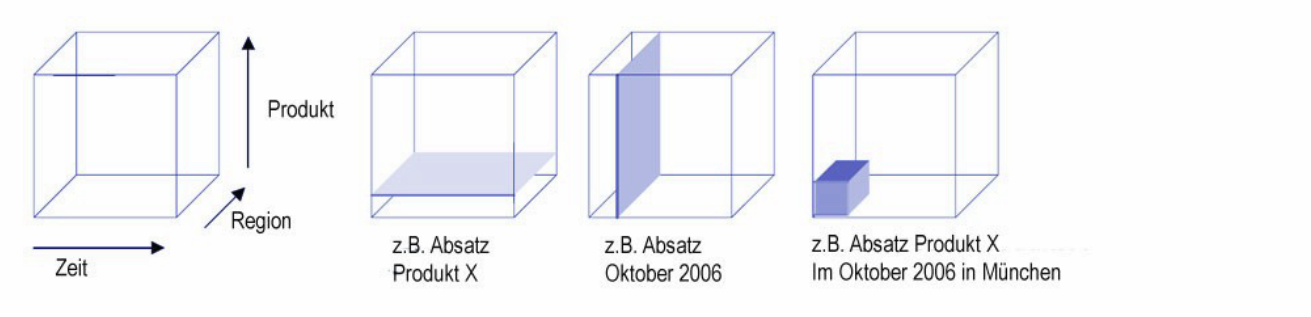 Produkt
Region
Zeit
z.B. Absatz
Produkt X
z.B. Absatz
Oktober 2006
z.B. Absatz Produkt X
Im Oktober 2006 in München